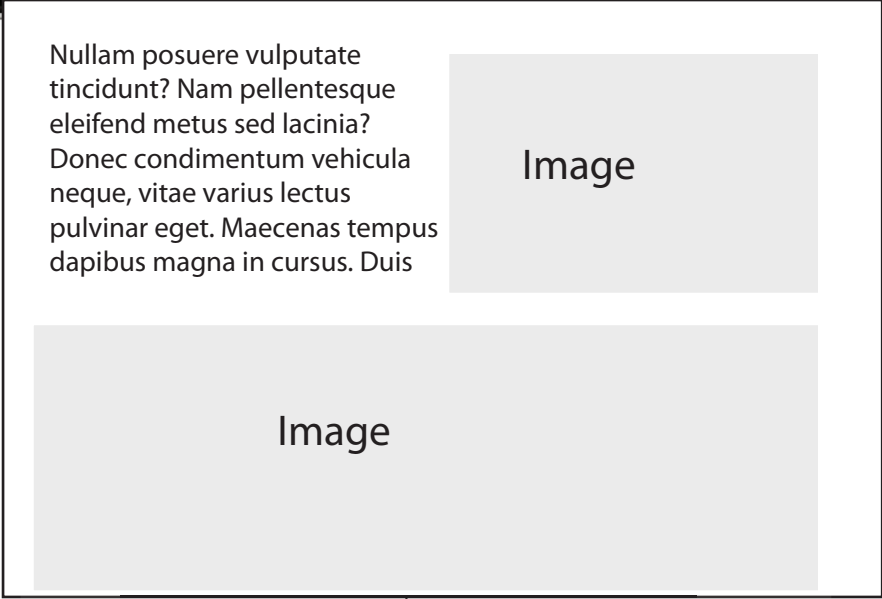 Nullam posuere vulputate
tincidunt? Nam pellentesque
eleifend metus sed lacinia?
Donec condimentum vehicula
neque, vitae varius lectus
pulvinar eget. Maecenas tempus
dapibus magna in cursus. Duis
Image
Image